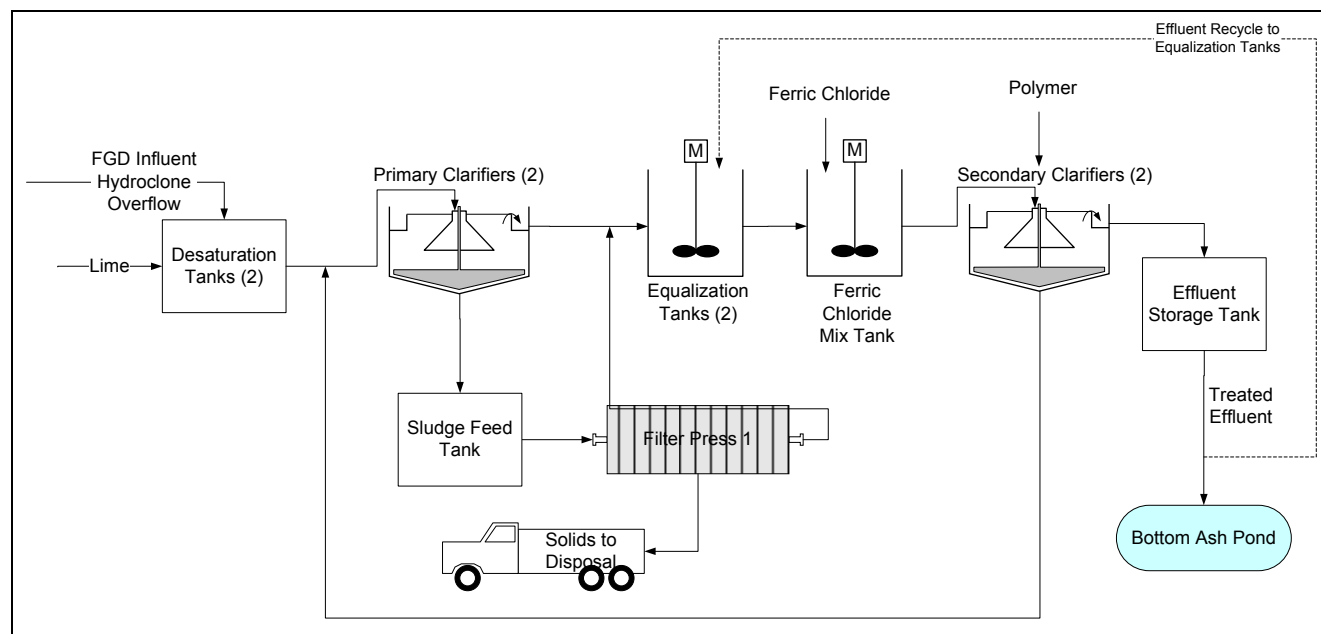 Effluent Recycle to
Equalization Tanks
Ferric Chloride
Polymer
M
M
FGD Influent
Hydroclone
Overflow
Primary Clarifiers (2)
Secondary Clarifiers (2)
Lime
Desaturation
Tanks (2)
Equalization
Tanks (2)
Ferric
Chloride
Mix Tank
Effluent
Storage Tank
Treated
Effluent
Sludge Feed
Tank
Filter Press 1
Solids to
Disposal
Bottom Ash Pond